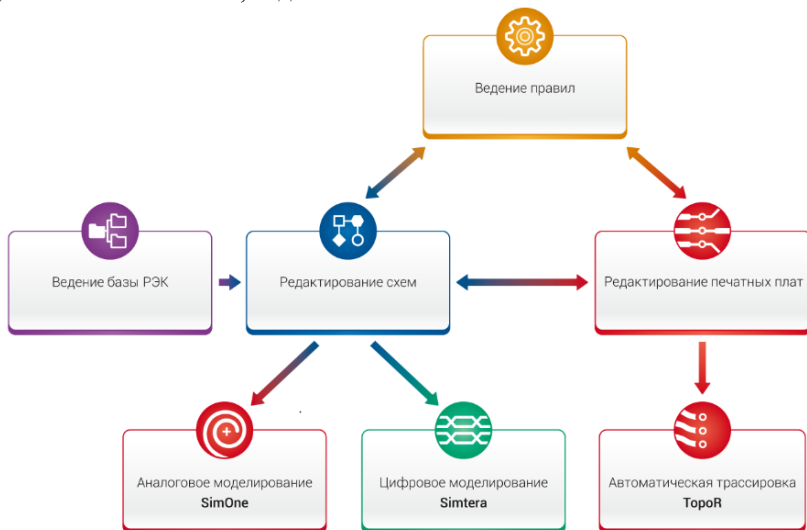 Ведение правил
Ведение базы РЭК
Редактирование схем
Редактирование печатных плат
Аналоговое моделирование
SimOne
Цифровое моделирование
Simtera
Автоматическая трассировка
TopoR